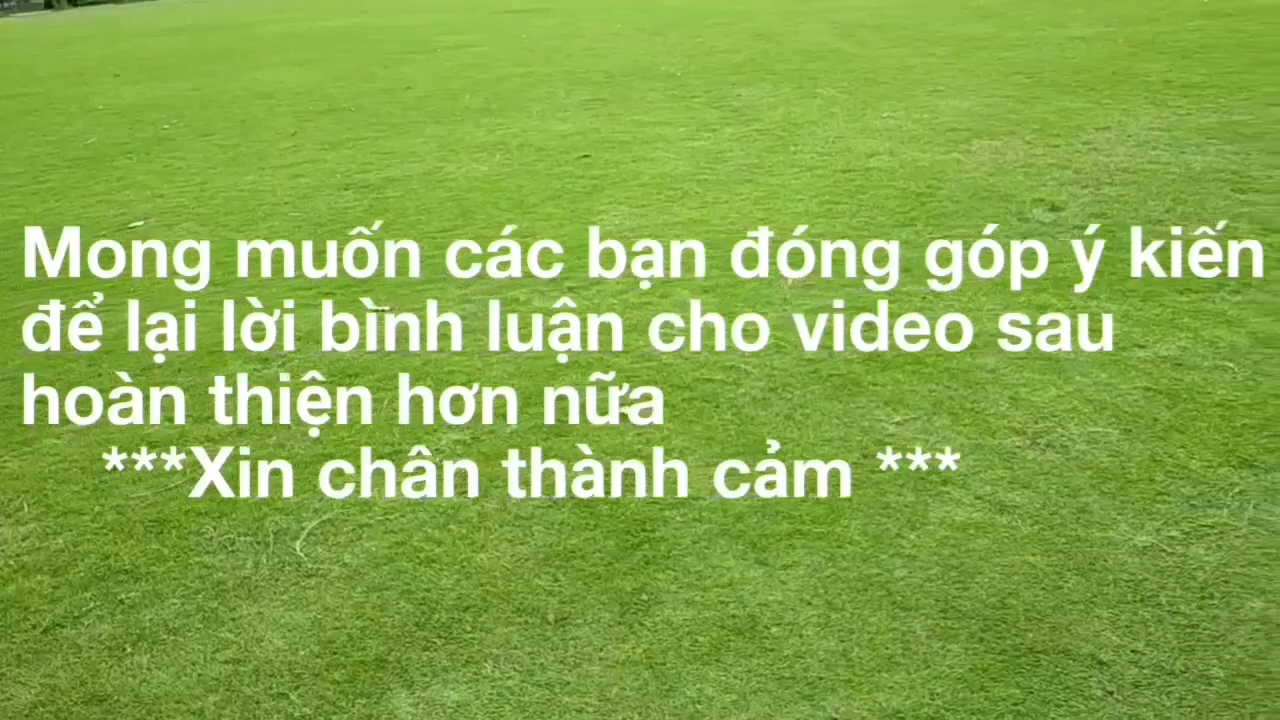 Mong muốn các bạn đóng góp ý kiến
để lại lời bình luận cho video sau
hoàn thiện hơn nữa
***Xin chân thành cảm ***